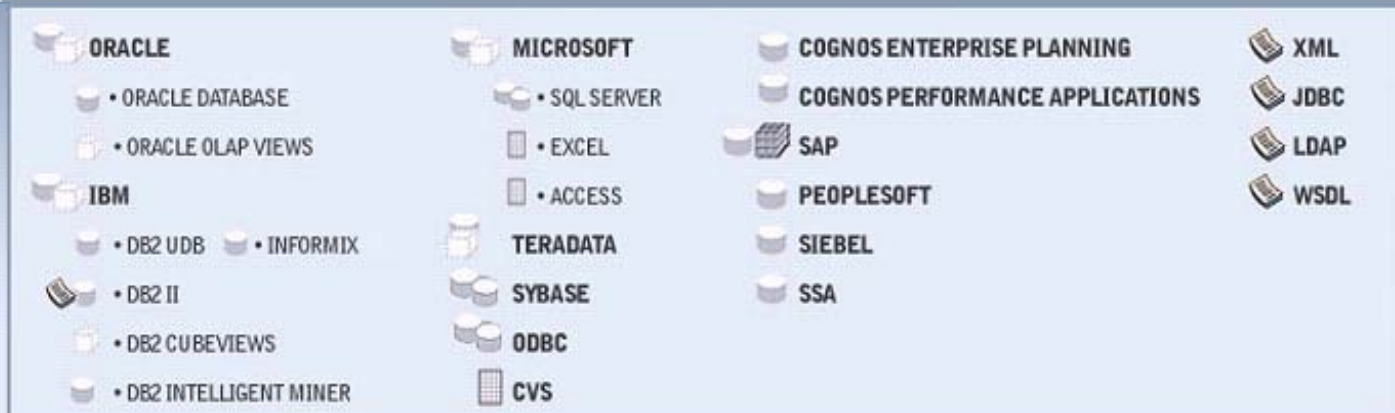 ORACLE
• ORACLE DATABASE
• ORACLE OLAP VIEWS
IBM
• DB2 UDB • INFORMIX
• DB2 II
• DB2 CUBEVIEWS
• DB2 INTELLIGENT MINER
MICROSOFT
• SQL SERVER
• EXCEL
• ACCESS
TERADATA
SYBASE
ODBC
CVS
COGNOS ENTERPRISE PLANNING
COGNOS PERFORMANCE APPLICATIONS
SAP
PEOPLESOFT
SIEBEL
SSA
XML
JDBC
LDAP
WSDL